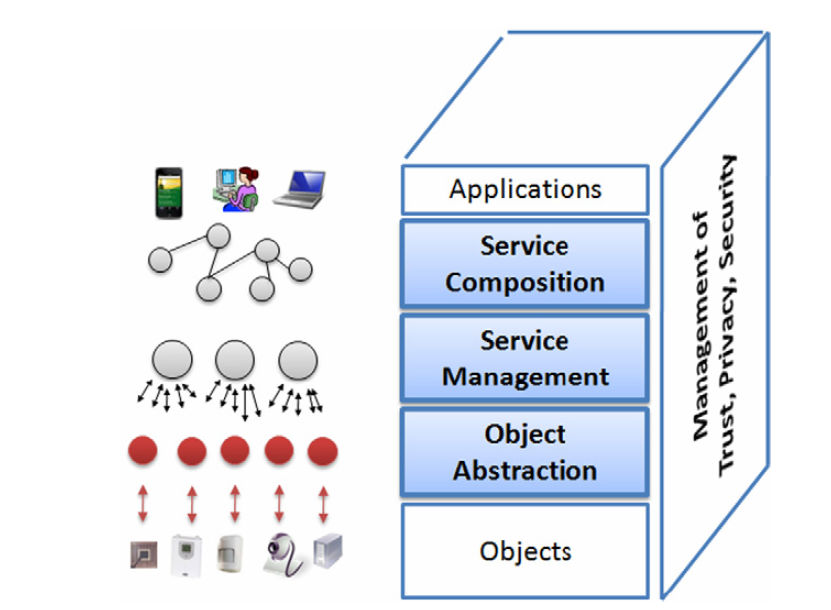 Applications
Service
Composition
Service
Management
Object
Abstraction
Objects
Management of
Trust, Privacy, Security